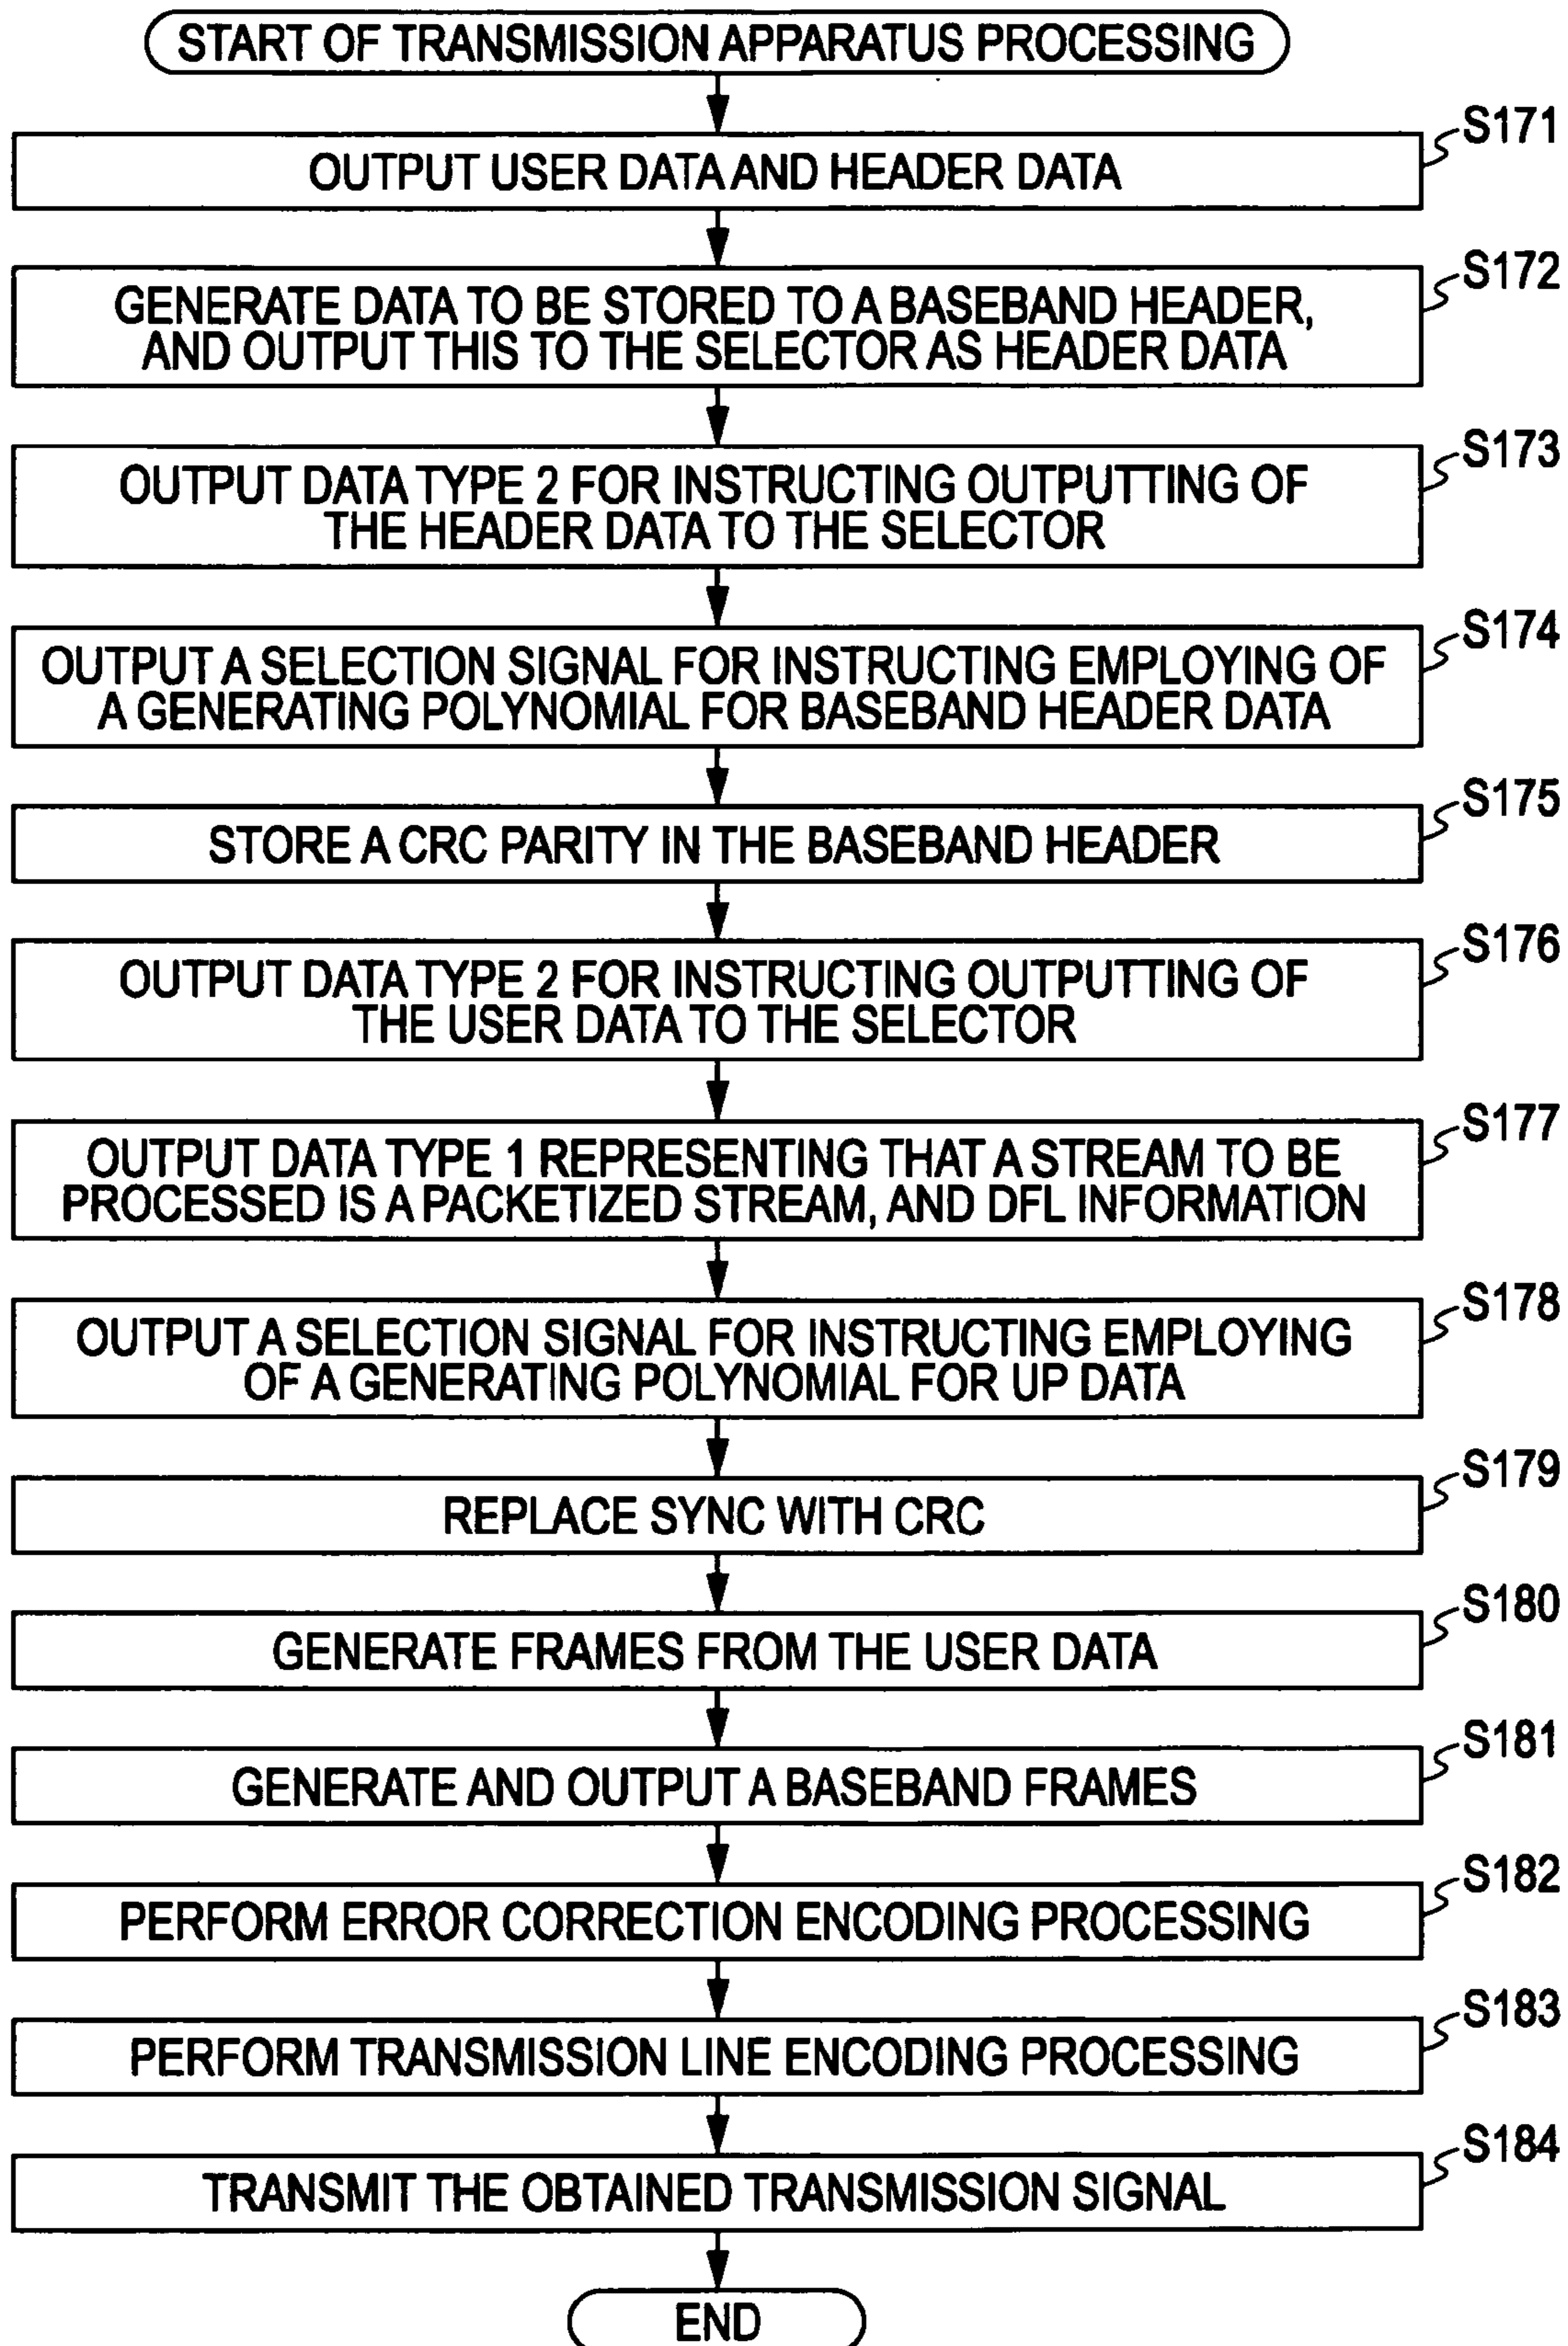 START OF TRANSMISSION APPARATUS PROCESSING
S171
OUTPUT USER DATA AND HEADER DATA
S172
GENERATE DATA TO BE STORED TO A BASEBAND HEADER,
AND OUTPUT THIS TO THE SELECTOR AS HEADER DATA
S173
OUTPUT DATA TYPE 2 FOR INSTRUCTING OUTPUTTING OF
THE HEADER DATA TO THE SELECTOR
S174
OUTPUT A SELECTION SIGNAL FOR INSTRUCTING EMPLOYING OF
A GENERATING POLYNOMIAL FOR BASEBAND HEADER DATA
S175
STORE A CRC PARITY IN THE BASEBAND HEADER
S176
OUTPUT DATA TYPE 2 FOR INSTRUCTING OUTPUTTING OF
THE USER DATA TO THE SELECTOR
S177
OUTPUT DATA TYPE 1 REPRESENTING THAT A STREAM TO BE
PROCESSED IS A PACKETIZED STREAM, AND DFL INFORMATION
S178
OUTPUT A SELECTION SIGNAL FOR INSTRUCTING EMPLOYING
OF A GENERATING POLYNOMIAL FOR UP DATA
S179
REPLACE SYNC WITH CRC
S180
GENERATE FRAMES FROM THE USER DATA
S181
GENERATE AND OUTPUT A BASEBAND FRAMES
S182
PERFORM ERROR CORRECTION ENCODING PROCESSING
S183
PERFORM TRANSMISSION LINE ENCODING PROCESSING
S184
TRANSMIT THE OBTAINED TRANSMISSION SIGNAL
END